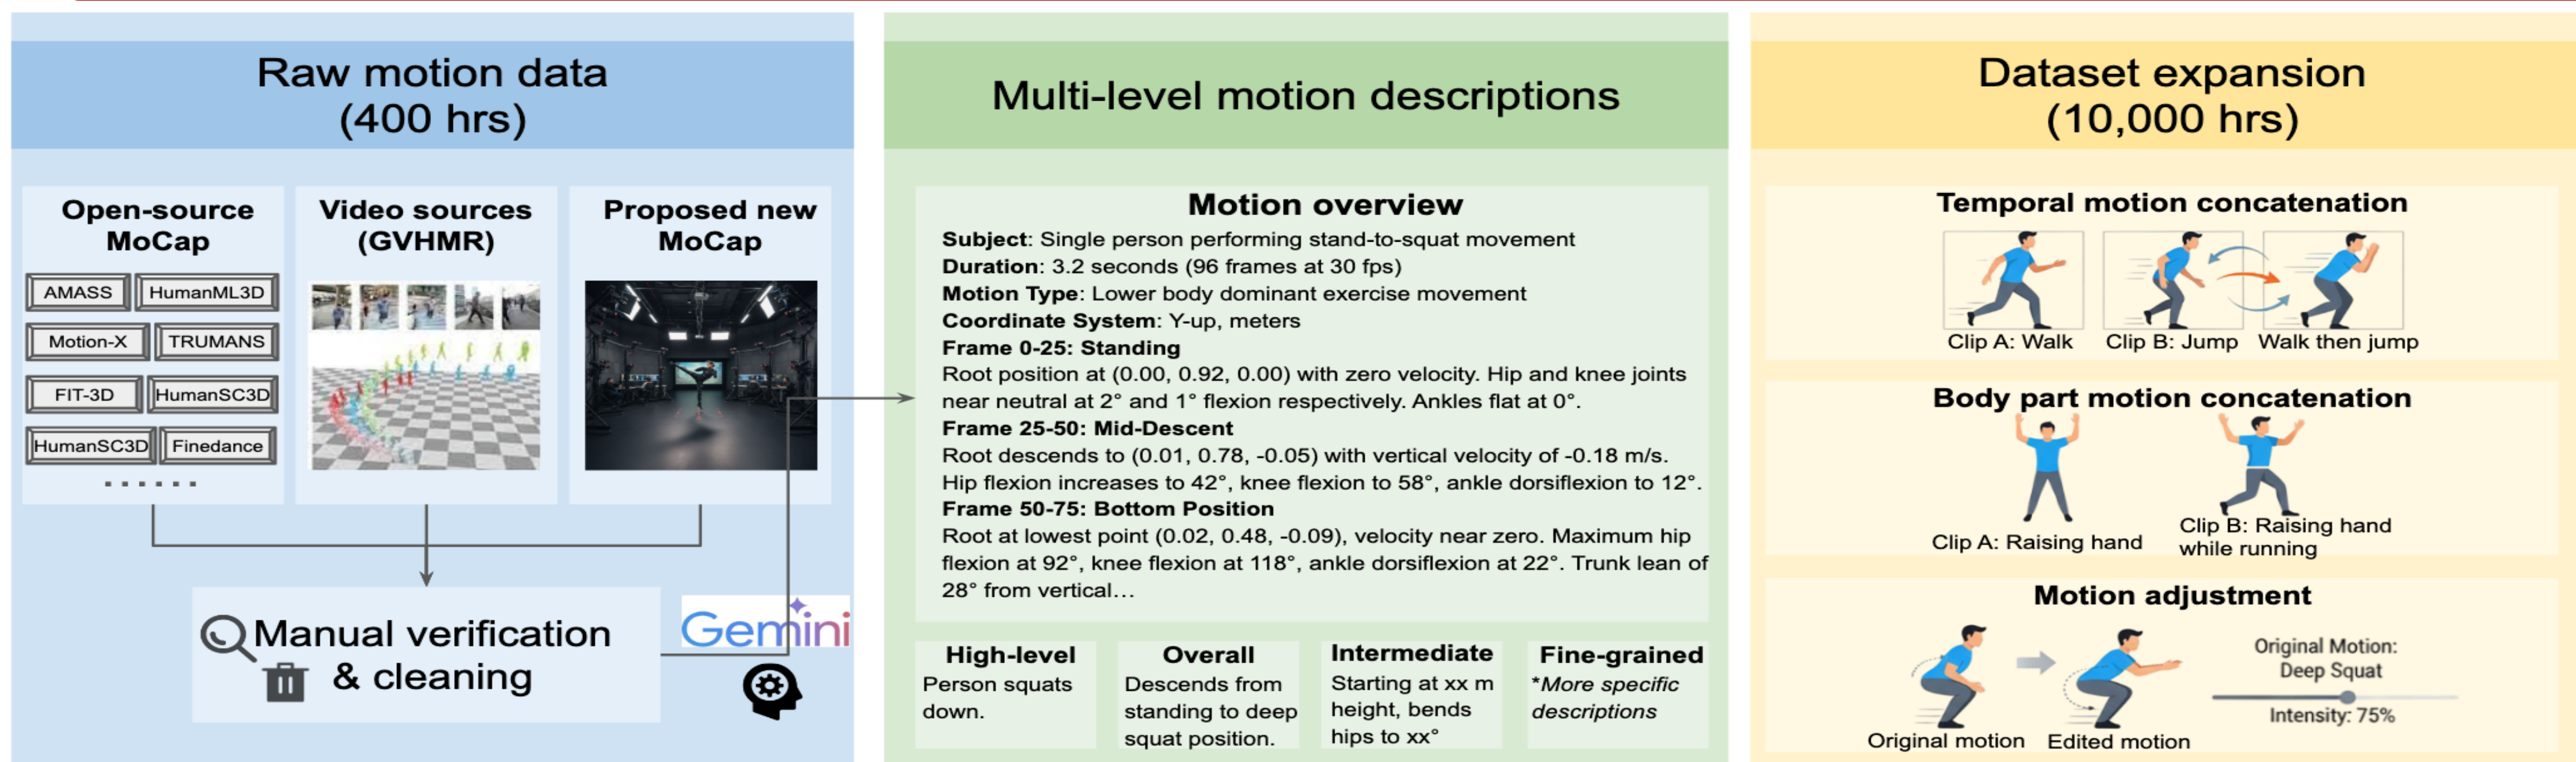 Raw motion data
(400 hrs)
Open-source
MoCap
AMASS
HumanML3D
Motion-X
TRUMANS
FIT-3D
HumanSC3D
HumanSC3D
Finedance
......
Video sources
(GVHMR)
Proposed new
MoCap
Manual verification
& cleaning
Gemini
Multi-level motion descriptions
Motion overview
Subject: Single person performing stand-to-squat movement
Duration: 3.2 seconds (96 frames at 30 fps)
Motion Type: Lower body dominant exercise movement
Coordinate System: Y-up, meters
Frame 0-25: Standing
Root position at (0.00, 0.92, 0.00) with zero velocity. Hip and knee joints
near neutral at 2° and 1° flexion respectively. Ankles flat at 0°.
Frame 25-50: Mid-Descent
Root descends to (0.01, 0.78, -0.05) with vertical velocity of -0.18 m/s.
Hip flexion increases to 42°, knee flexion to 58°, ankle dorsiflexion to 12°.
Frame 50-75: Bottom Position
Root at lowest point (0.02, 0.48, -0.09), velocity near zero. Maximum hip
flexion at 92°, knee flexion at 118°, ankle dorsiflexion at 22°. Trunk lean of
28° from vertical…
High-level
Person squats
down.
Overall
Descends from
standing to deep
squat position.
Intermediate
Starting at xx m
height, bends
hips to xx°
Fine-grained
*More specific
descriptions
Dataset expansion
(10,000 hrs)
Temporal motion concatenation
Clip A: Walk
Clip B: Jump
Walk then jump
Body part motion concatenation
Clip A: Raising hand
Clip B: Raising hand
while running
Motion adjustment
Original motion
Edited motion
Original Motion:
Deep Squat
Intensity: 75%